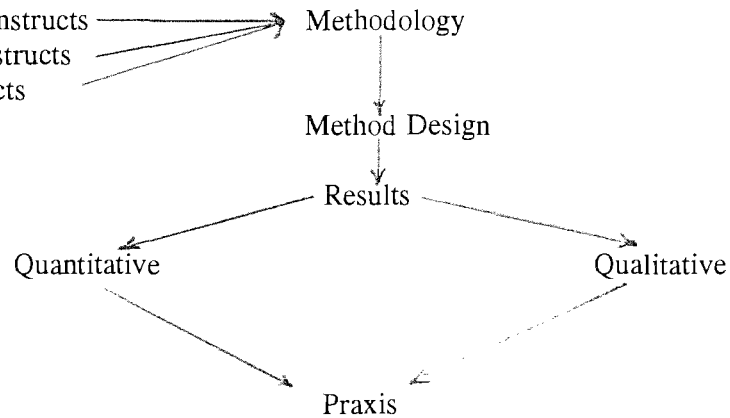 nstructs Methodology
structs
cts
Method Design
Results
Quantitative Qualitative
Praxis